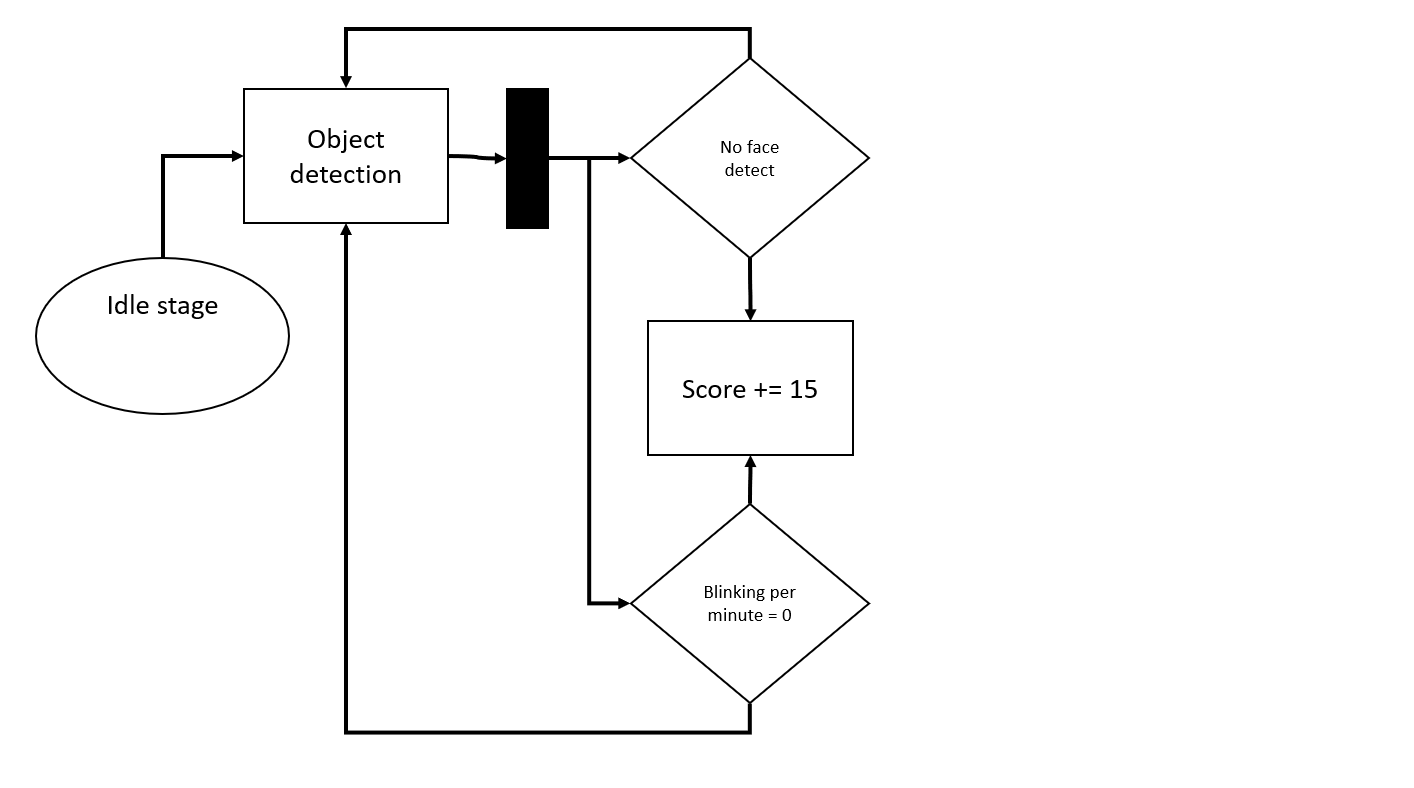 Object
detection
No face
detect
Idle stage
Score += 15
Blinking per
minute = 0